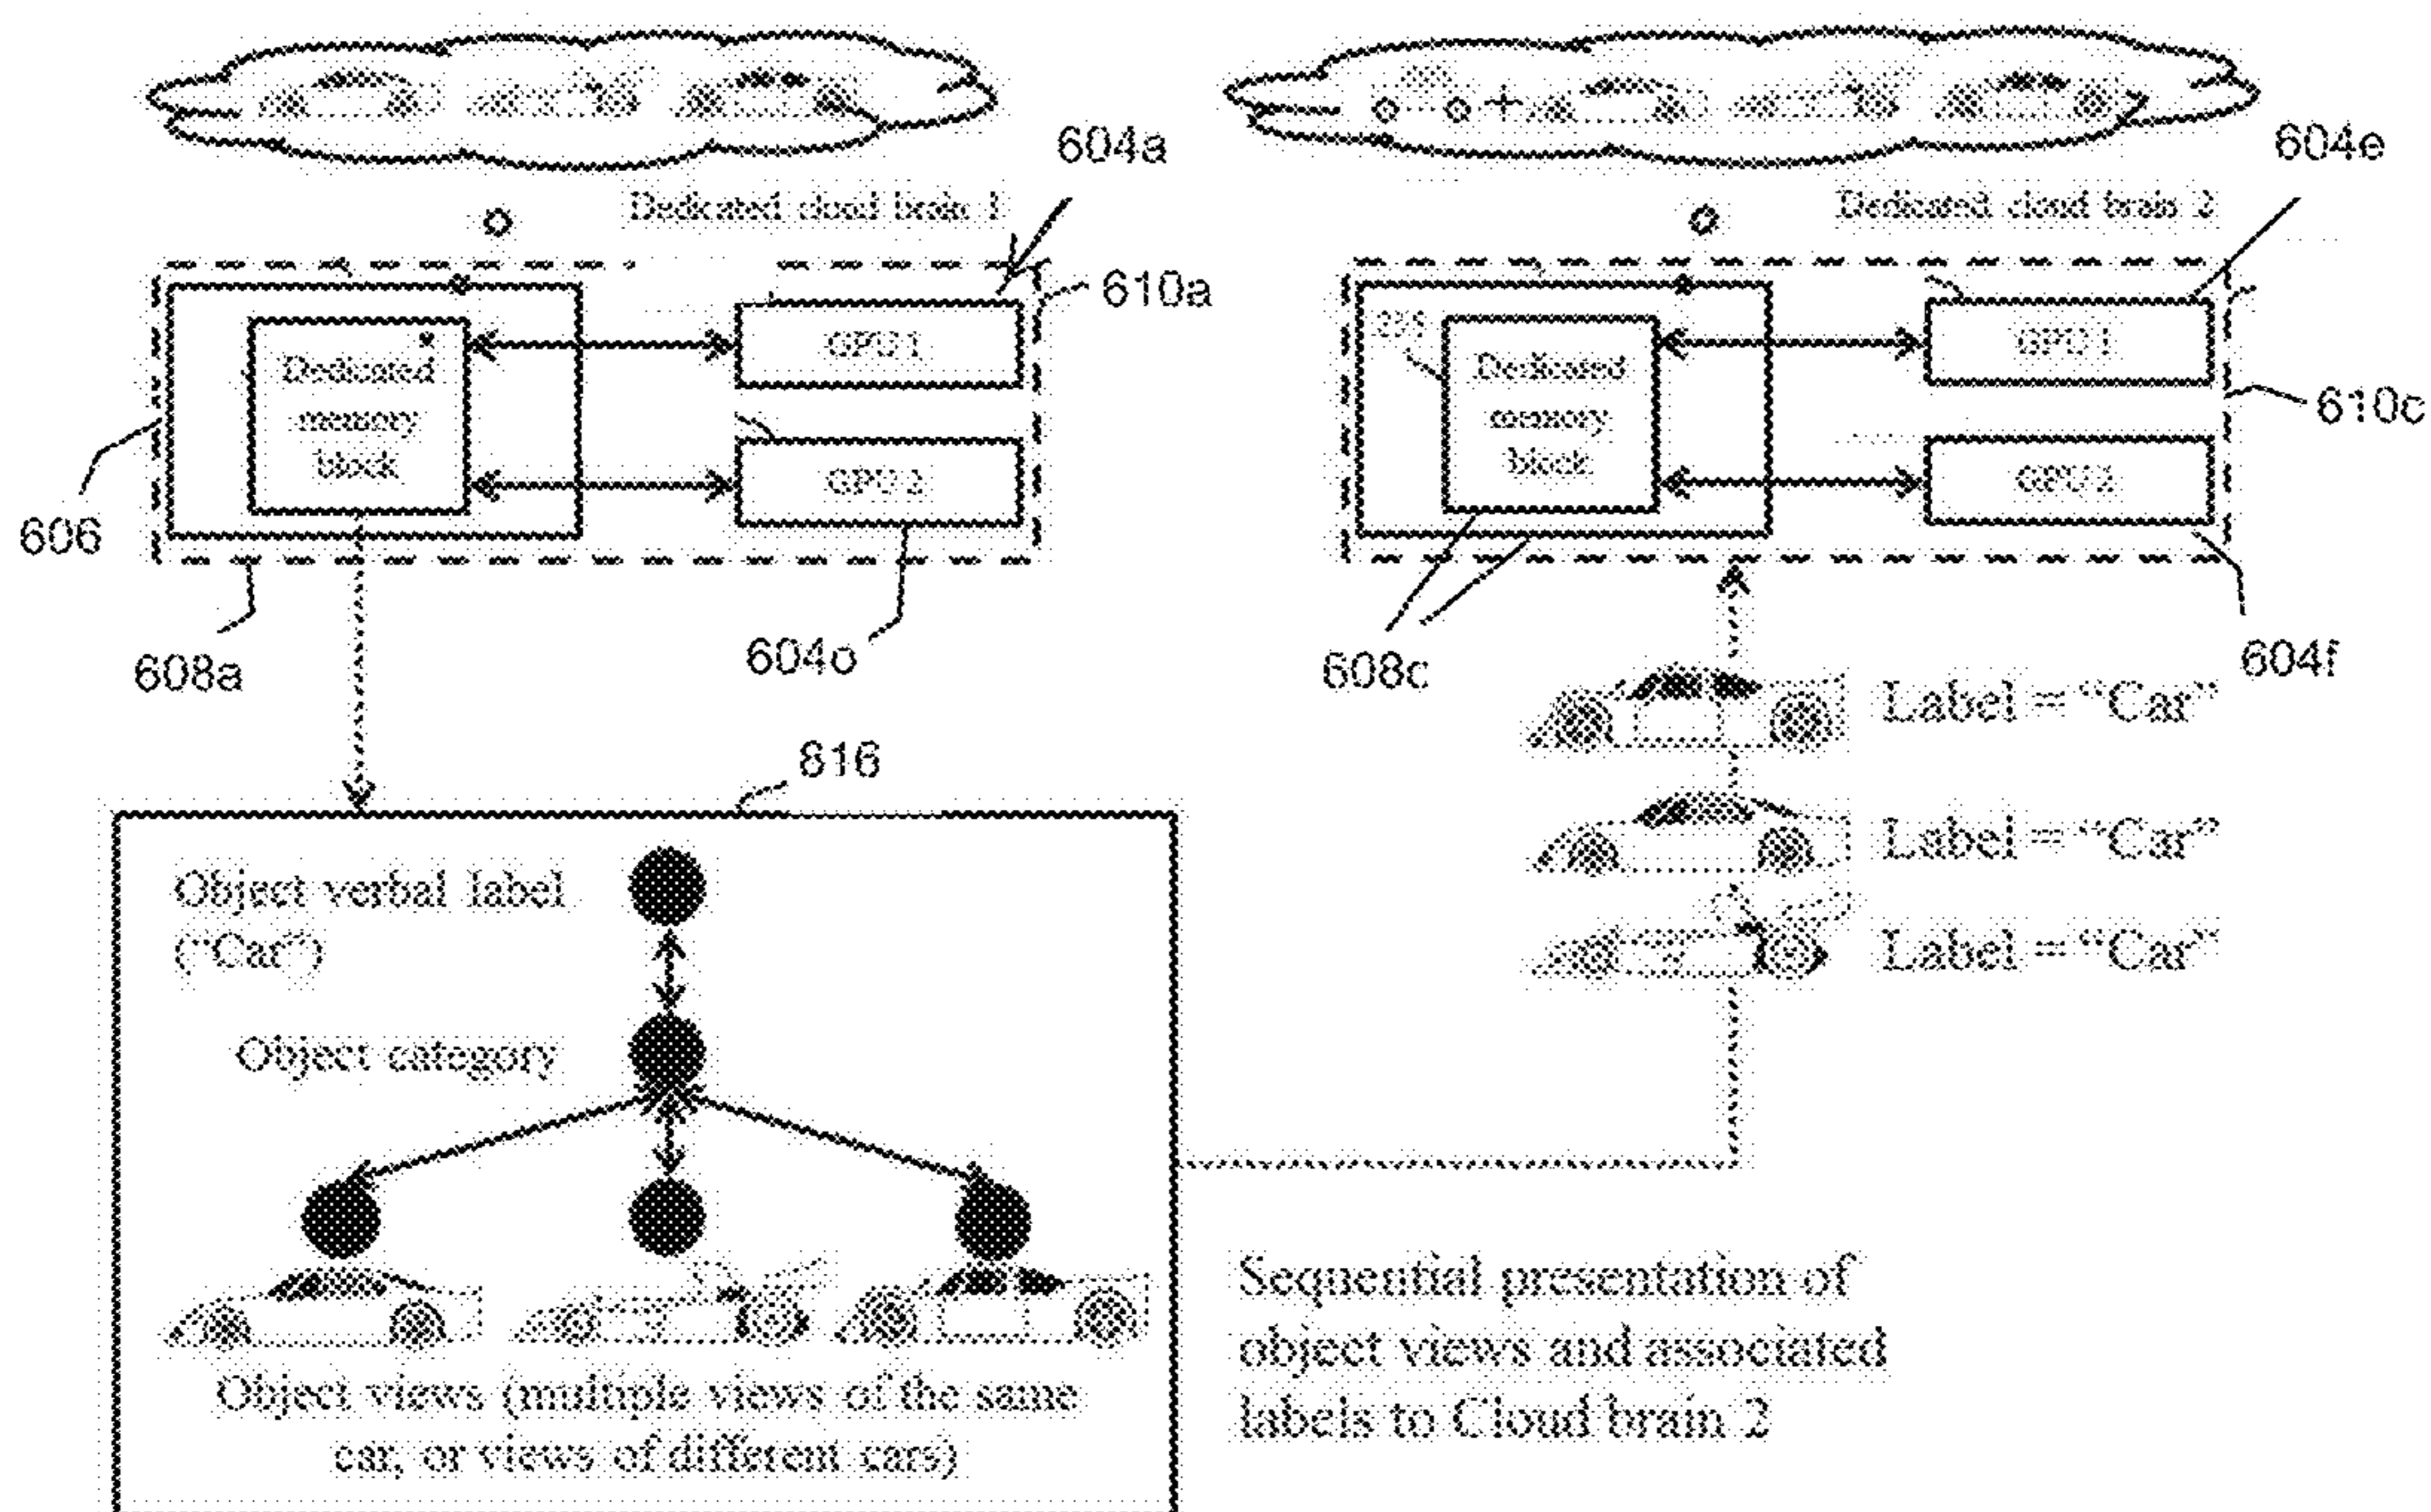 604a
604e
Dedicated cloud brain 1
Dedicated cloud brain 2
610a
GPU 1
GPU 1
Dedicated
memory
block
Dedicated
memory
block
610c
GPU 2
GPU 2
606
608a
604o
608c
604f
Label = “Car”
816
Label = “Car”
Object verbal label
(“Car”)
Label = “Car”
Object category
Sequential presentation of
object views and associated
labels to Cloud brain 2
Object views (multiple views of the same
car, or views of different cars)